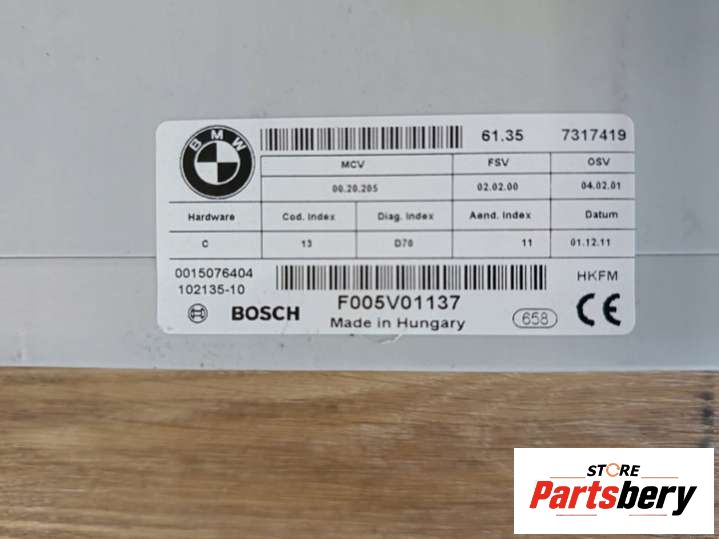 BMW
61.35 7317419
MCV FSV OSV
00.20.205 02.02.00 04.02.01
Hardware Cod. Index Diag. Index Aend. Index Datum
C 13 D70 11 01.12.11
0015076404
102135-10
HKFM
F005V01137
BOSCH
Made in Hungary
658
CE
STORE
Partsbery